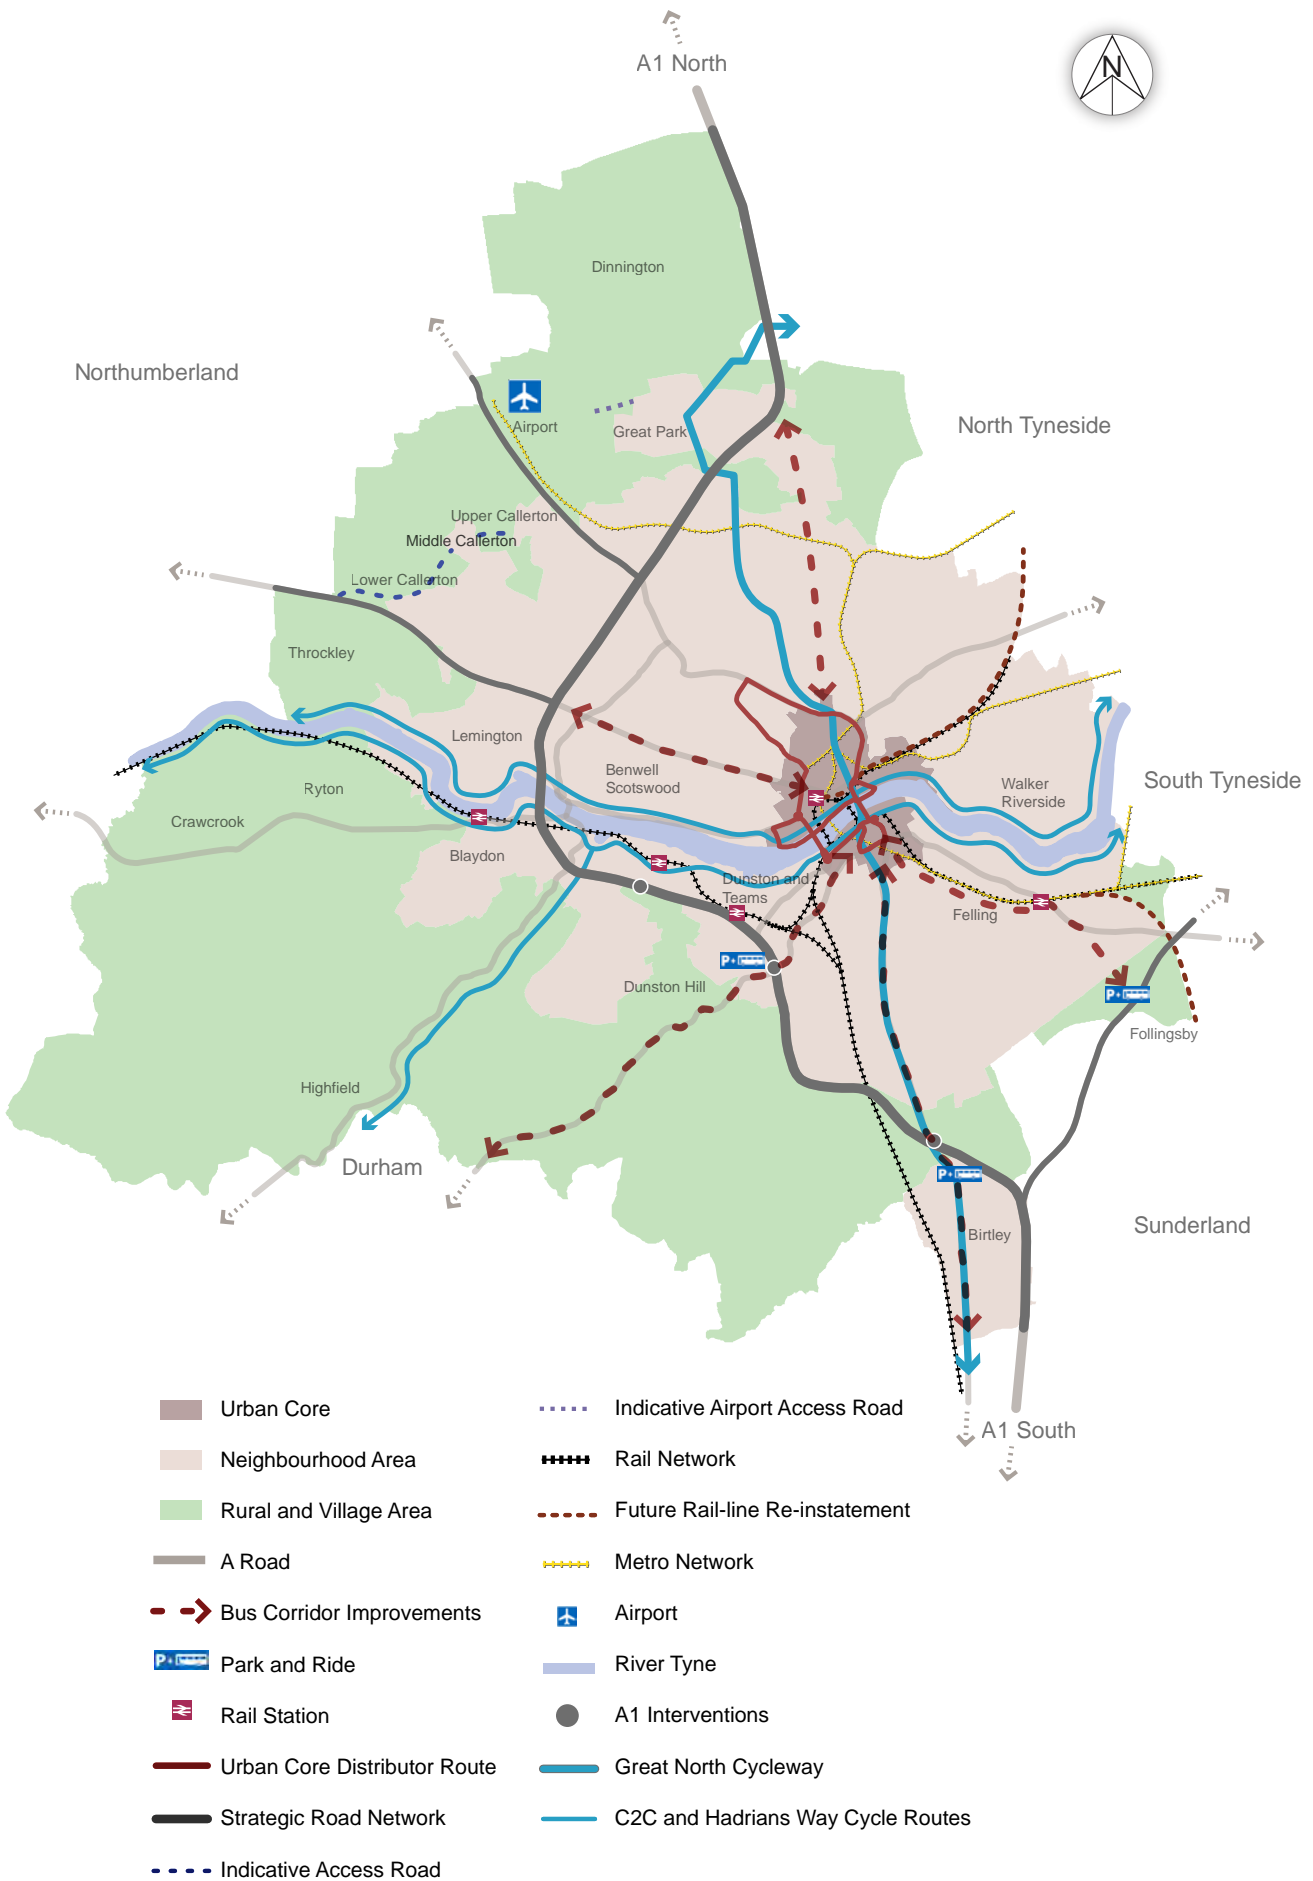 A1 North
N
Dinnington
Northumberland
North Tyneside
Airport
Great Park
Upper Callerton
Middle Callerton
Lower Callerton
Throckley
Lemington
Benwell
Scotswood
Walker
Riverside
South Tyneside
Ryton
Crawcrook
Blaydon
Dunston and
Teams
Felling
P+
Dunston Hill
P+
Follingsby
Highfield
Durham
P+
Birtley
Sunderland
A1 South
Urban Core
Neighbourhood Area
Rural and Village Area
A Road
Bus Corridor Improvements
P+
Park and Ride
Rail Station
Urban Core Distributor Route
Strategic Road Network
Indicative Access Road
Indicative Airport Access Road
Rail Network
Future Rail-line Re-instatement
Metro Network
Airport
River Tyne
A1 Interventions
Great North Cycleway
C2C and Hadrians Way Cycle Routes